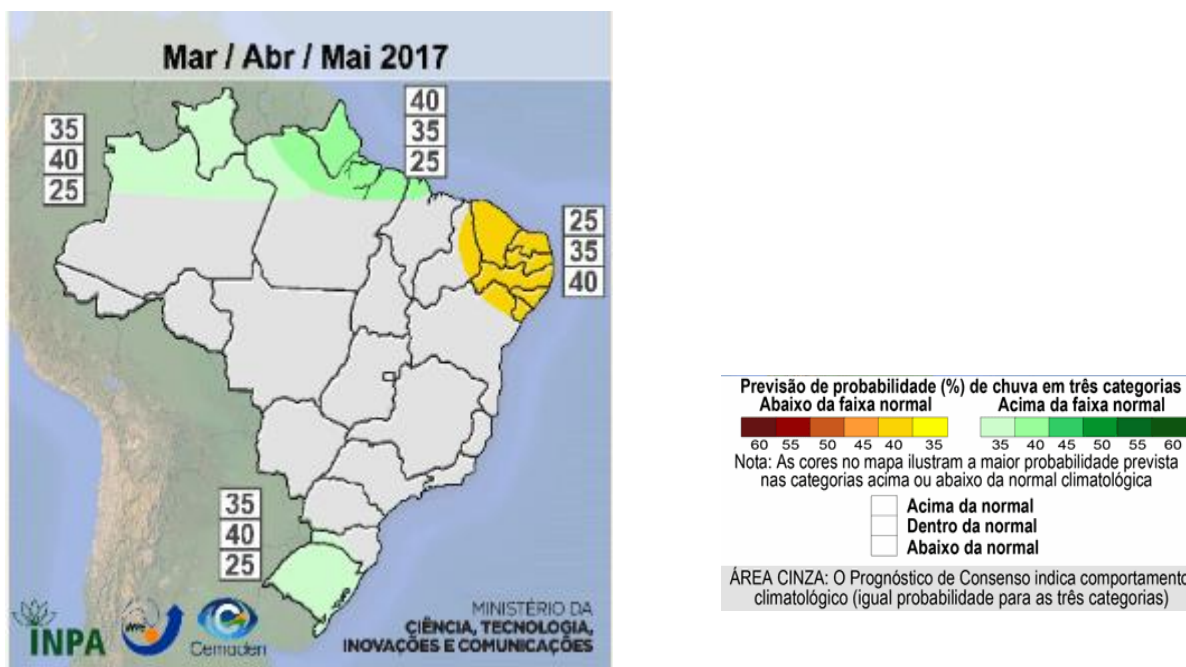 Mar / Abr / Mai 2017
35
40
25
40
35
25
25
35
40
35
40
25
INPA
Cemaden
MINISTÉRIO DA
CIÊNCIA, TECNOLOGIA,
INOVAÇÕES E COMUNICAÇÕES
Previsão de probabilidade (%) de chuva em três categorias
Abaixo da faixa normal Acima da faixa normal
60 55 50 45 40 35 35 40 45 50 55 60
Nota: As cores no mapa ilustram a maior probabilidade prevista
nas categorias acima ou abaixo da normal climatológica
Acima da normal
Dentro da normal
Abaixo da normal
ÁREA CINZA: O Prognóstico de Consenso indica comportamento
climatológico (igual probabilidade para as três categorias)